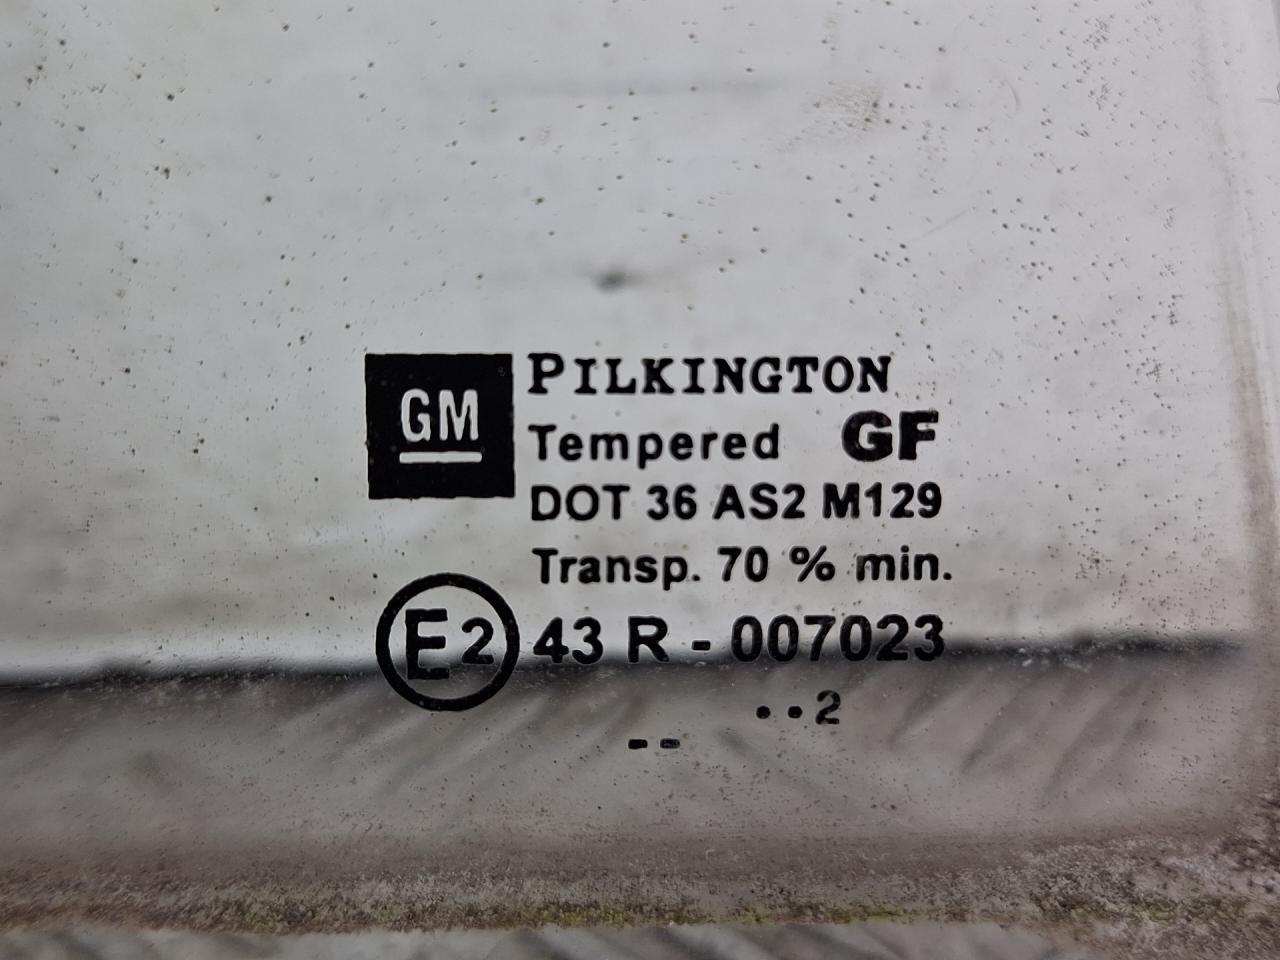 GM
PILKINGTON
Tempered GF
DOT 36 AS2 M129
Transp. 70 % min.
E2 43 R - 007023
..2
--